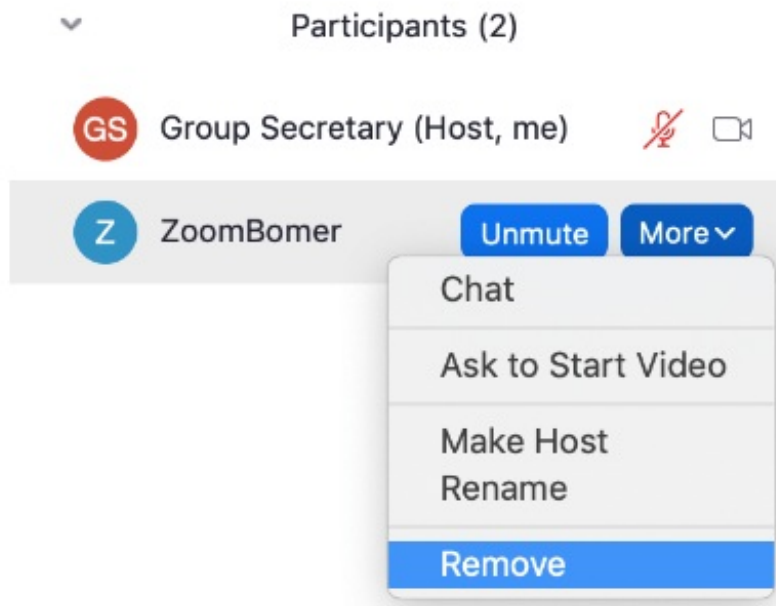 Participants (2)
GS Group Secretary (Host, me)
Z ZoomBomer Unmute More
Chat
Ask to Start Video
Make Host
Rename
Remove